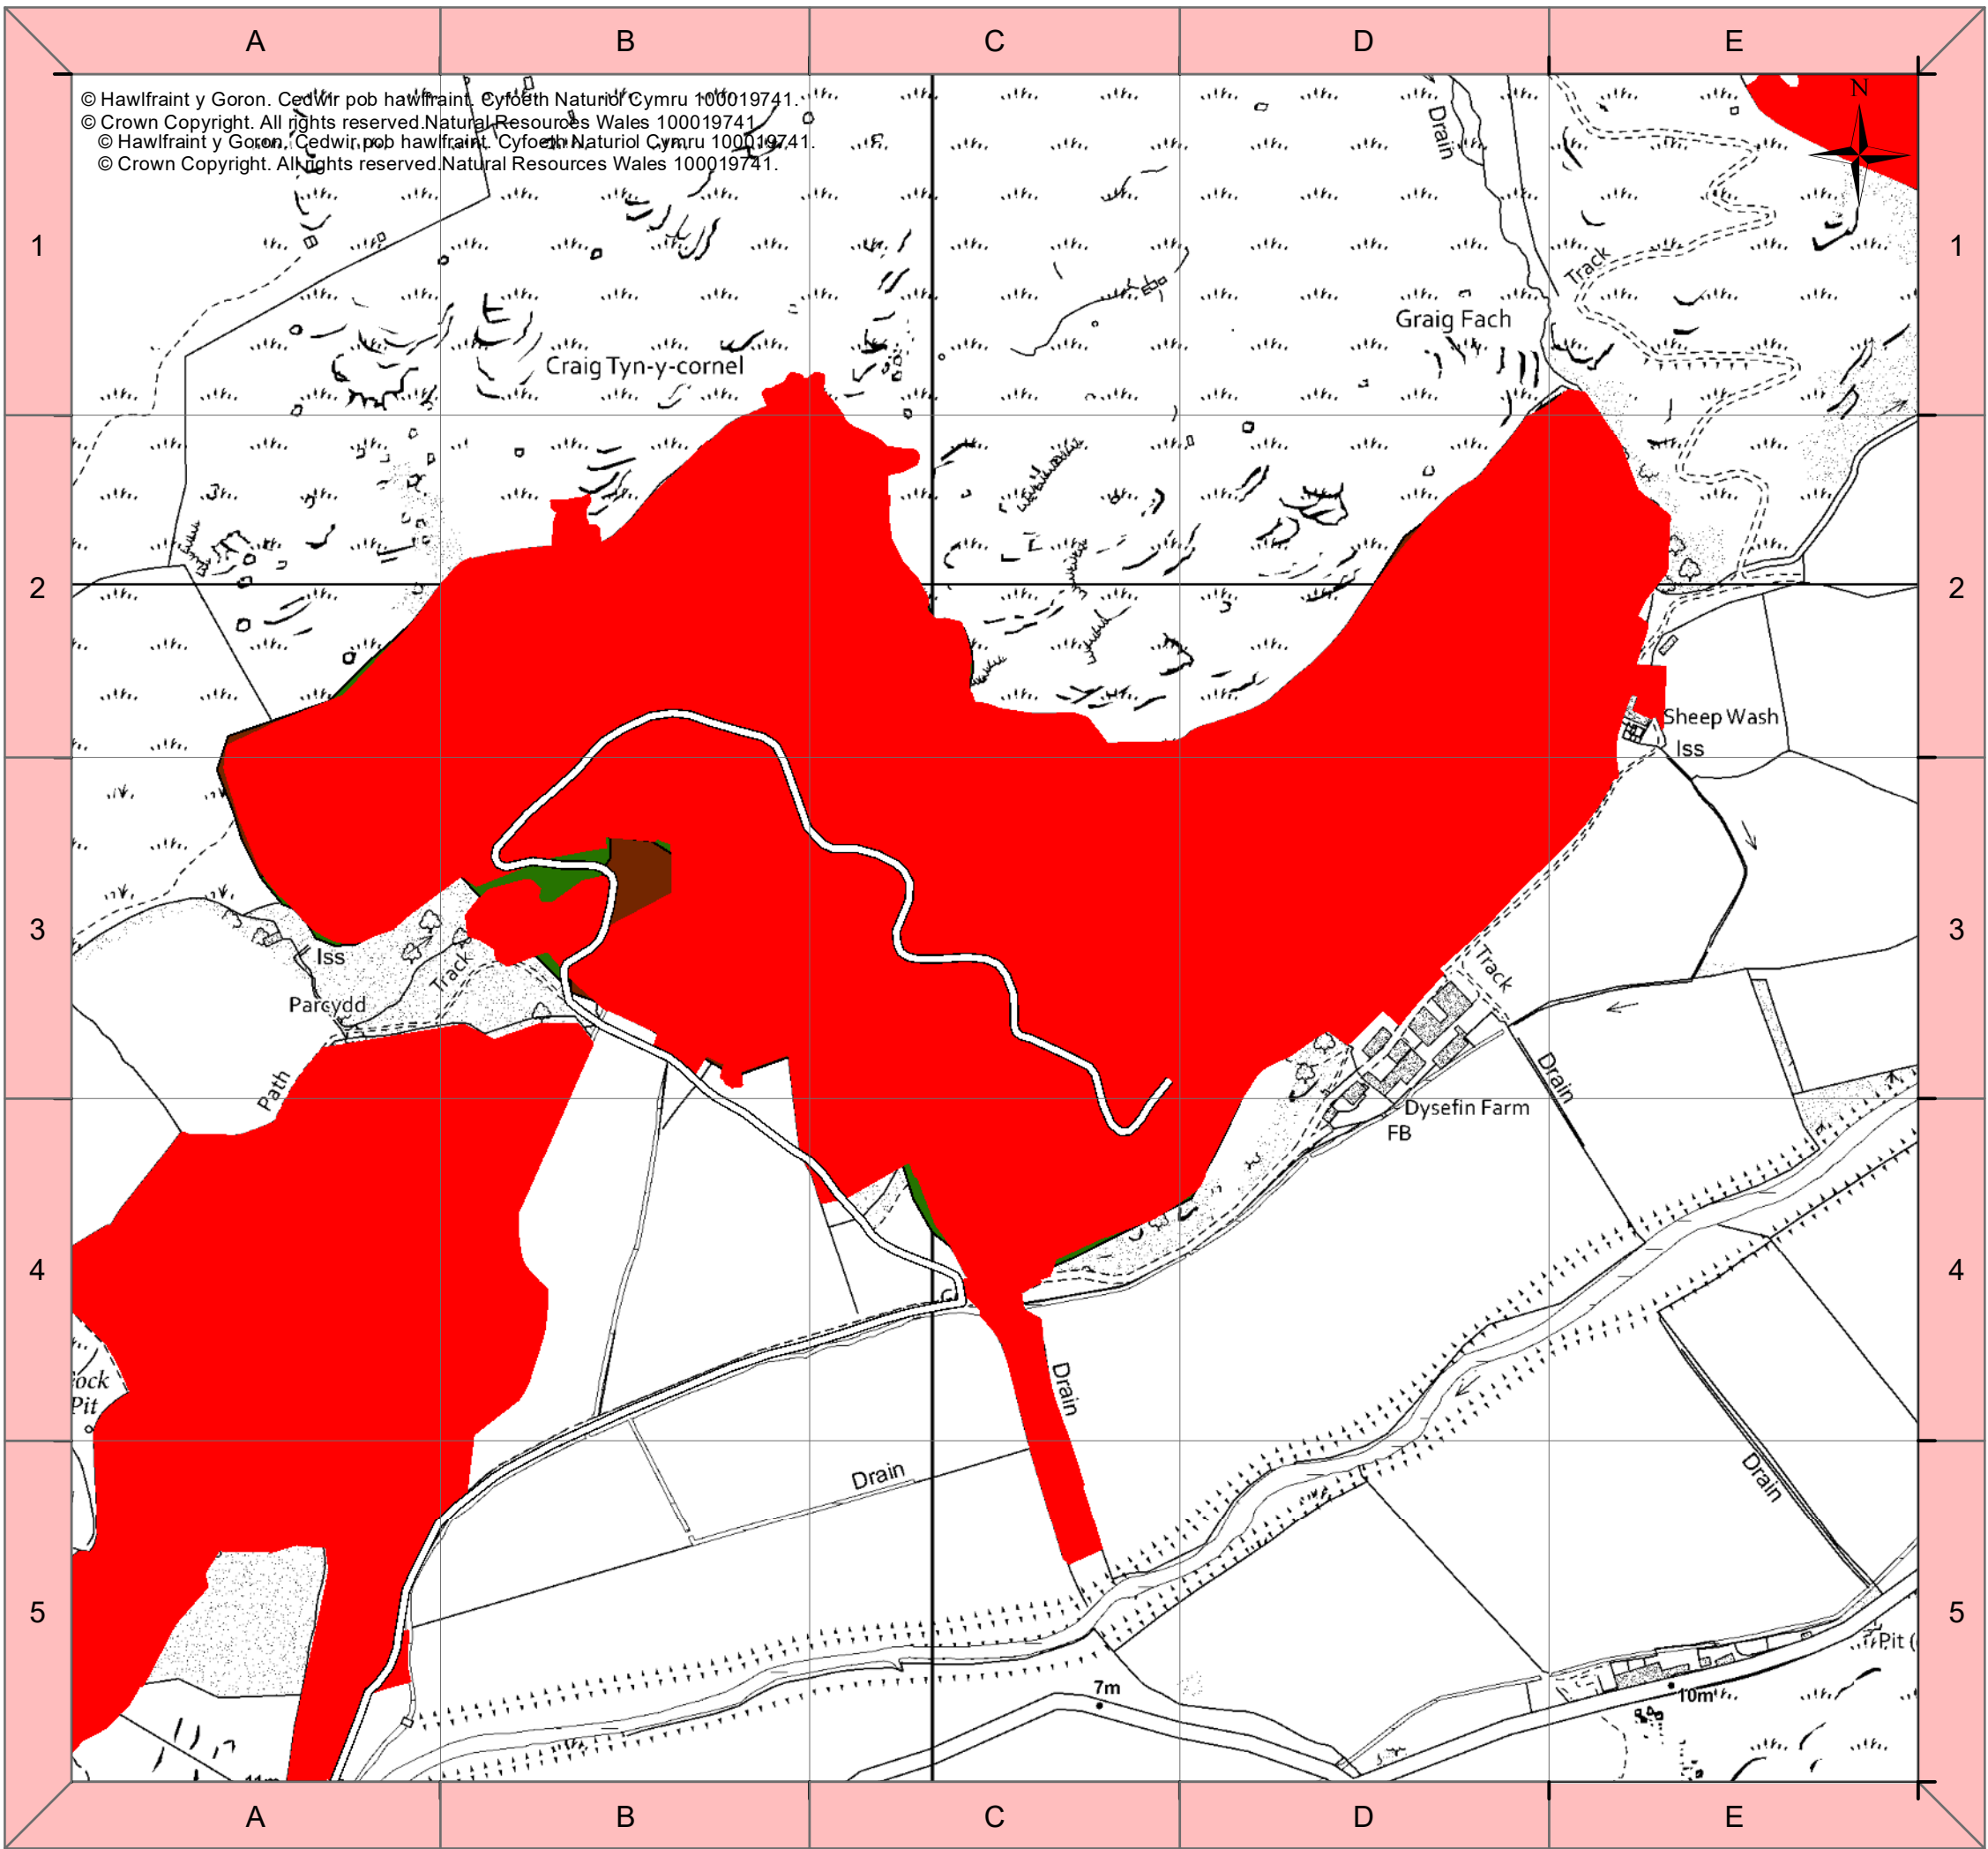 A B C D E
© Hawlfraint y Goron. Cedwir pob hawlfraint. Cyfoeth Naturiol Cymru 100019741.
© Crown Copyright. All rights reserved.Natural Resources Wales 100019741.
© Hawlfraint y Goron. Cedwir pob hawlfraint. Cyfoeth Naturiol Cymru 100019741.
© Crown Copyright. All rights reserved.Natural Resources Wales 100019741.
N
Drain
1 1
Track
Graig Fach
Craig Tyn-y-cornel
2 2
Sheep Wash
Iss
3 3
Iss
Track
Track
Parcydd
Path
Drain
Dysefin Farm
FB
4 4
ock
Pit
Drain
Drain
Drain
5 5
Pit (
7m
10m
A B C D E